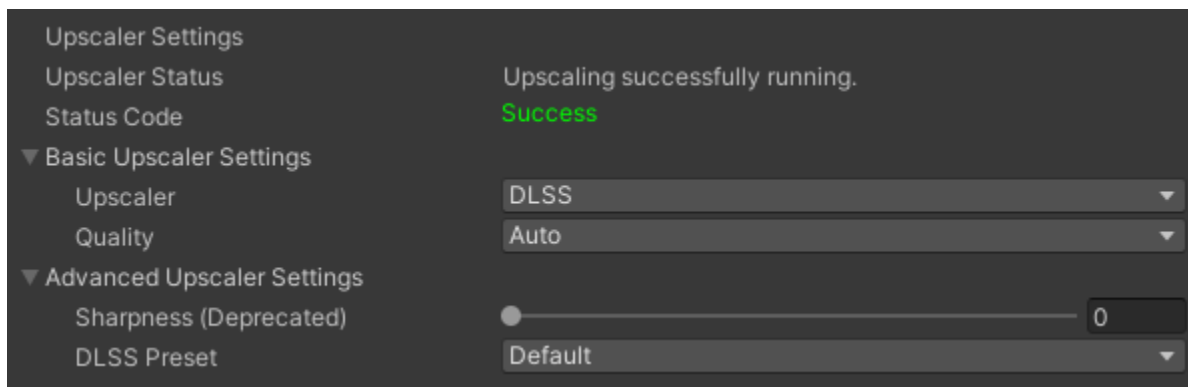 Upscaler Settings
Upscaler Status Upscaling successfully running.
Status Code Success
Basic Upscaler Settings
Upscaler DLSS
Quality Auto
Advanced Upscaler Settings
Sharpness (Deprecated) 0
DLSS Preset Default